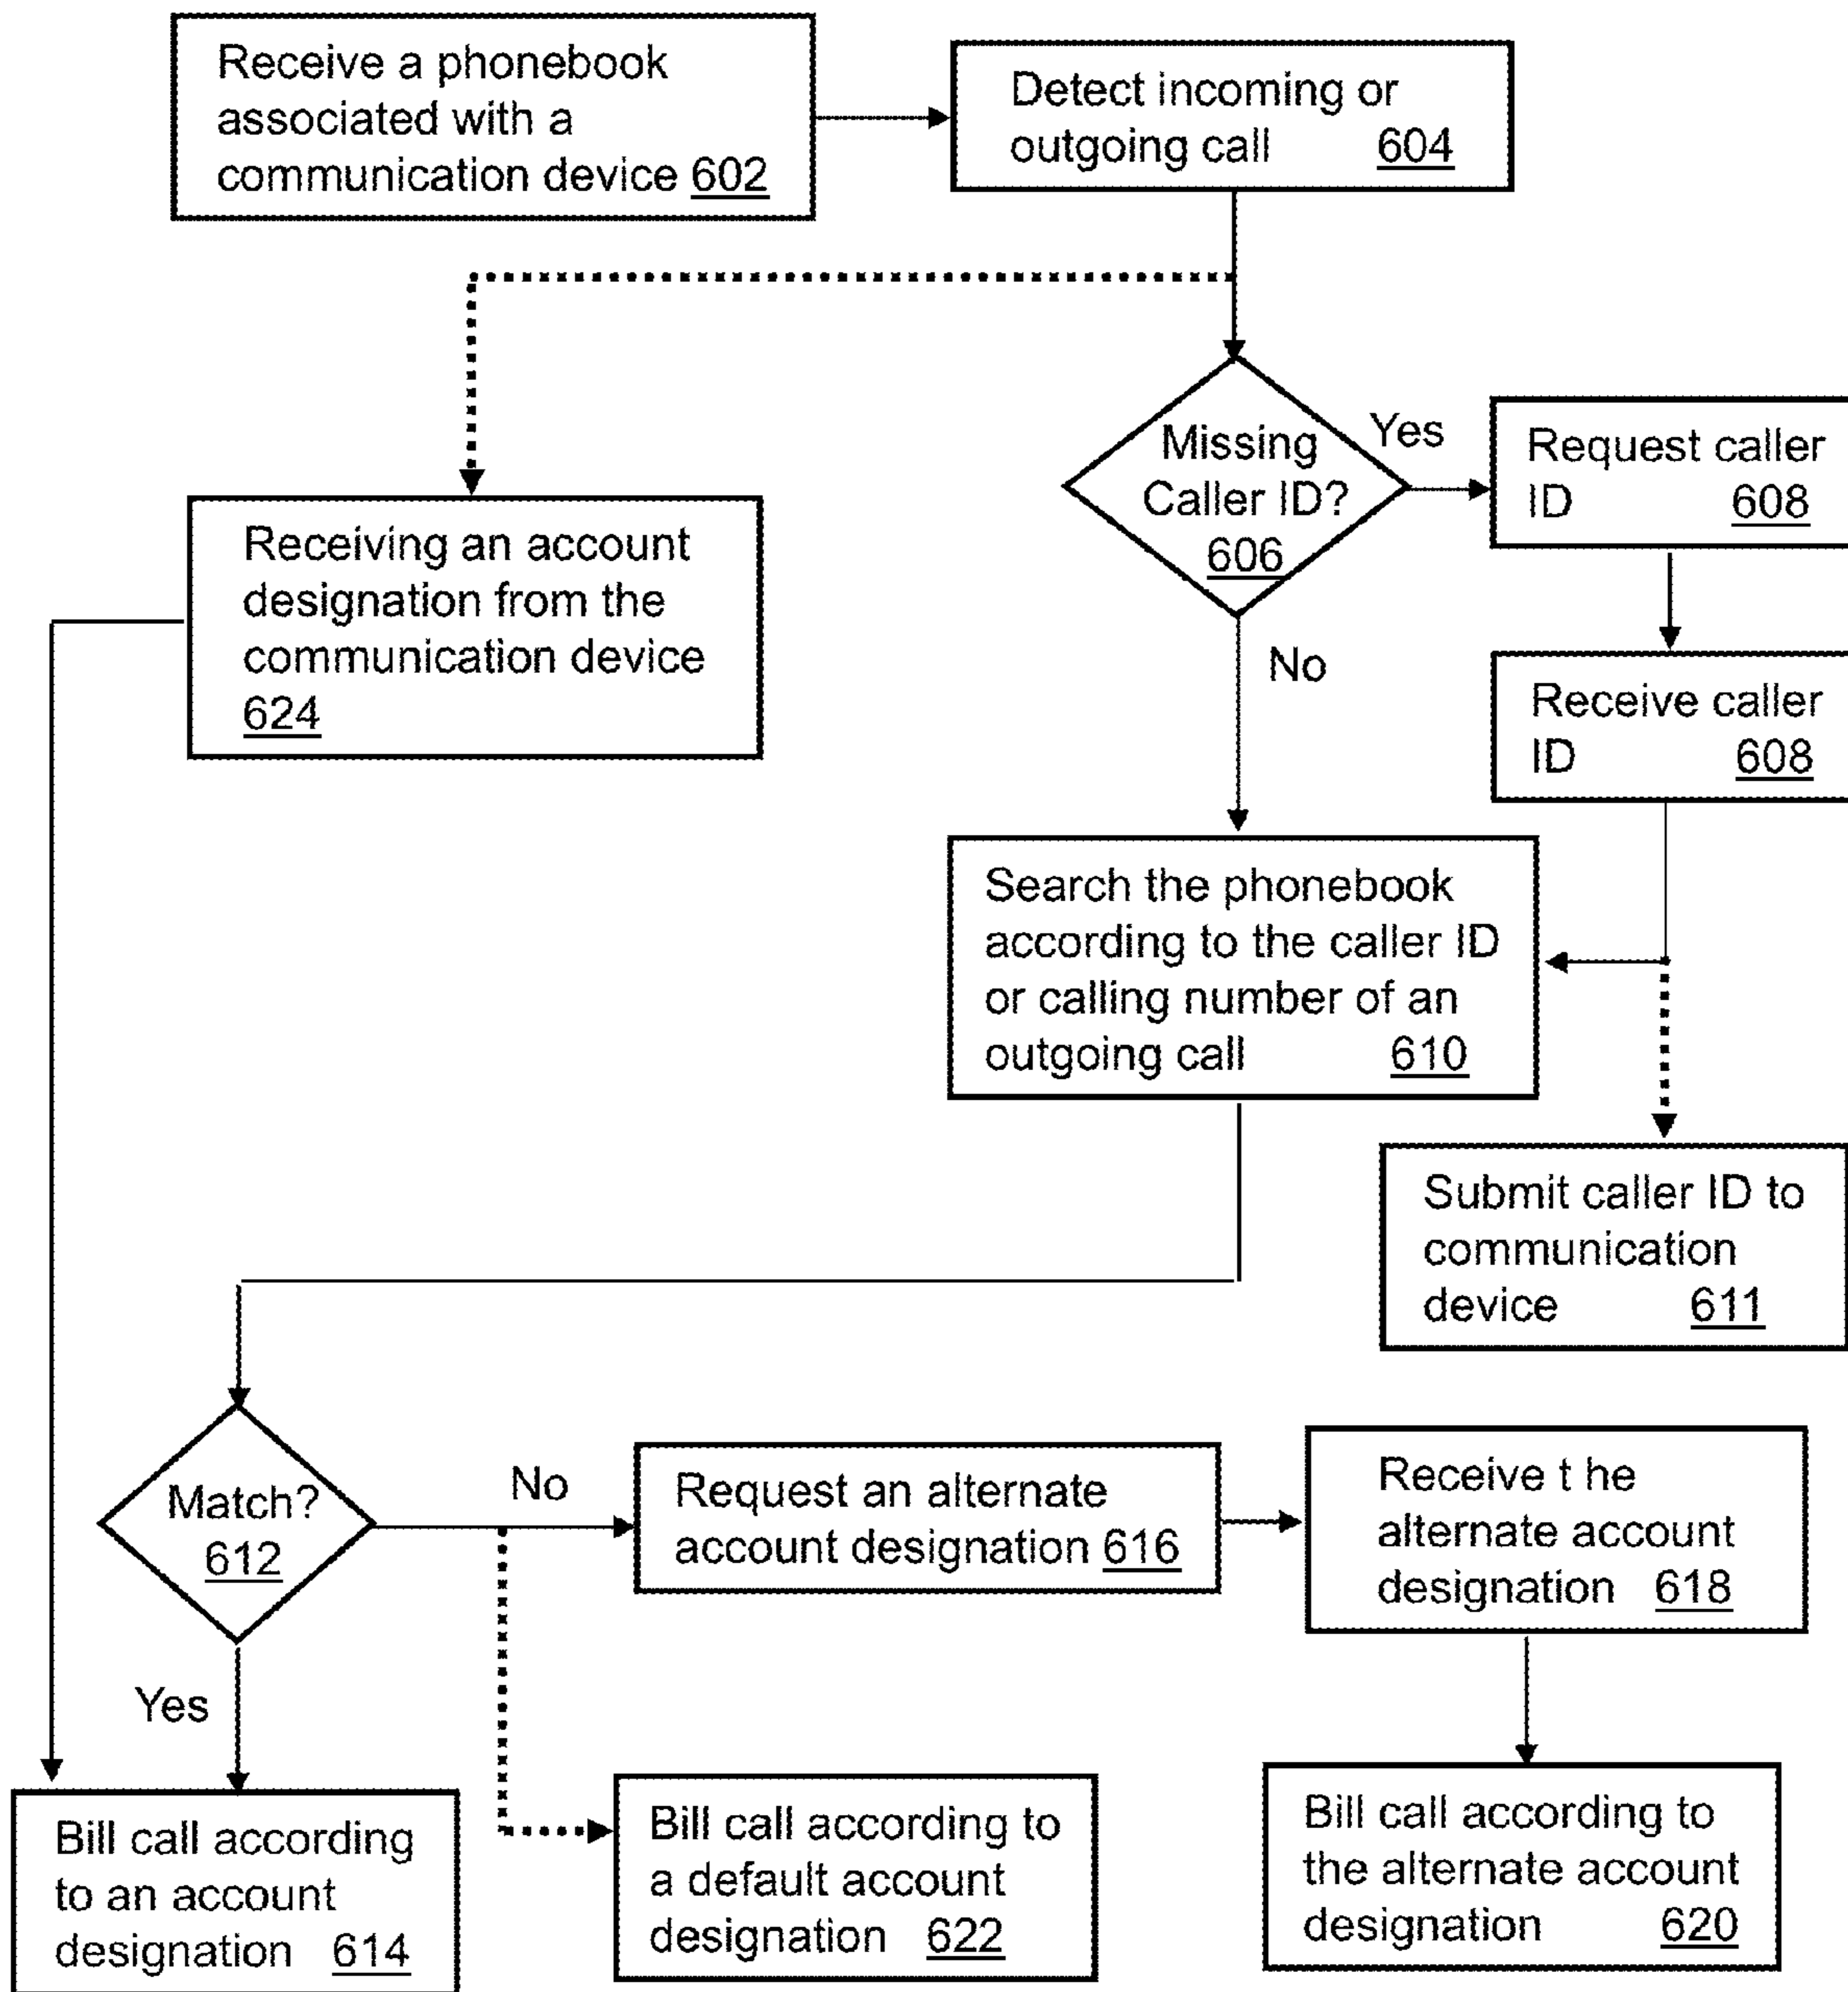 Receive a phonebook
associated with a
communication device 602
Detect incoming or
outgoing call 604
Missing
Caller ID?
606
Yes
Request caller
ID 608
No
Receive caller
ID 608
Receiving an account
designation from the
communication device
624
Search the phonebook
according to the caller ID
or calling number of an
outgoing call 610
Submit caller ID to
communication
device 611
Match?
612
No
Request an alternate
account designation 616
Receive t he
alternate account
designation 618
Yes
Bill call according
to an account
designation 614
Bill call according to
a default account
designation 622
Bill call according to
the alternate account
designation 620